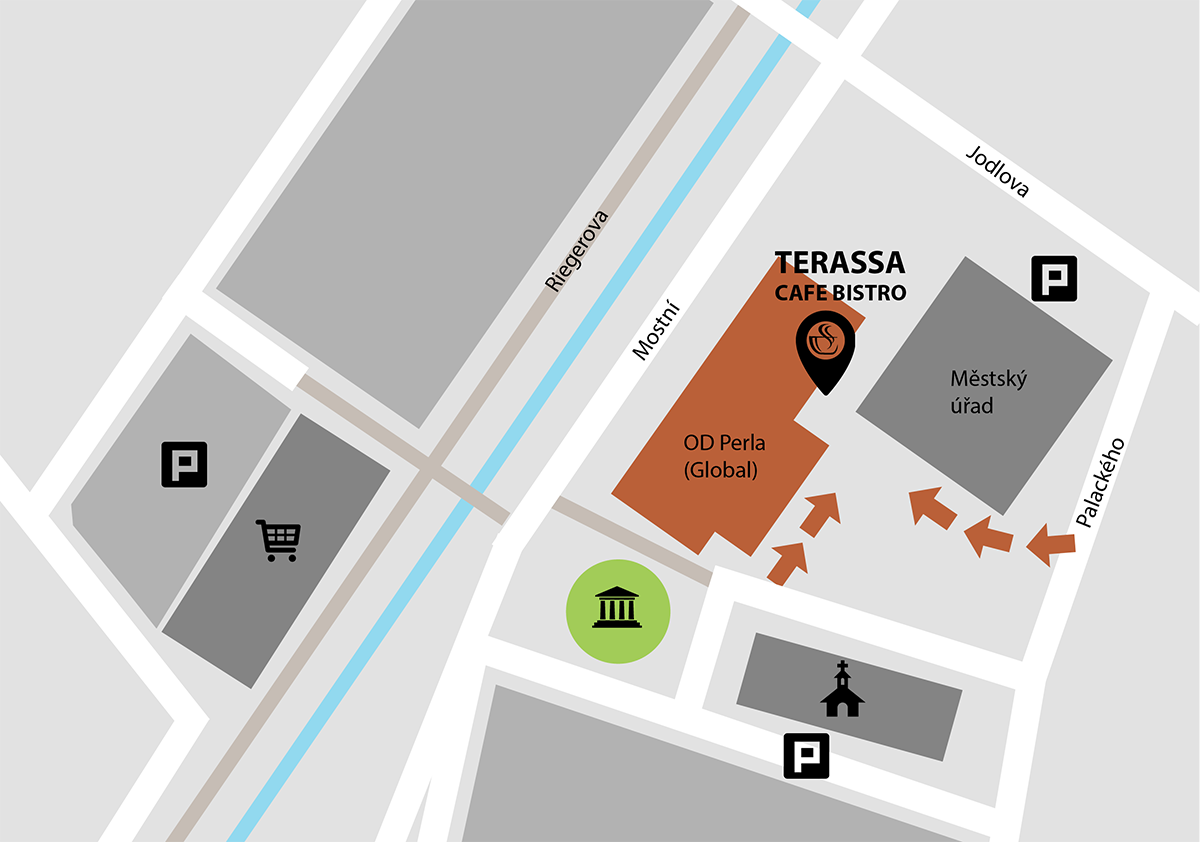 Jodlova
Riegerova
TERASSA
CAFE BISTRO
P
Mostní
Městský
úřad
OD Perla
(Global)
P
Palackého
P